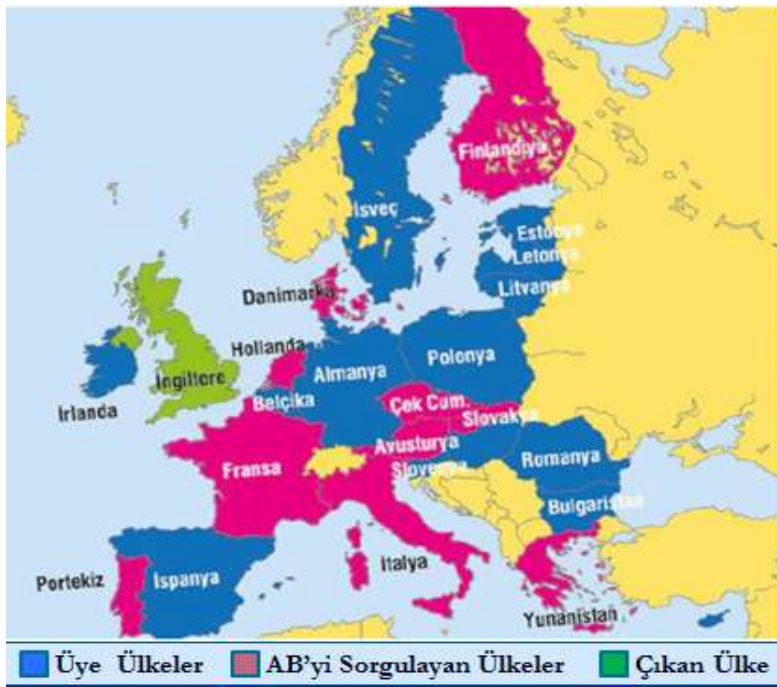 Finlandiya
İsveç
Estonya
Letonya
Litvanya
Danimarka
Hollanda
İngiltere
İrlanda
Almanya
Polonya
Belçika
Çek Cum.
Slovakya
Avusturya
Fransa
Slovenya
Romanya
Bulgaristan
Portekiz
İspanya
İtalya
Yunanistan
Üye Ülkeler AB'yi Sorgulayan Ülkeler Çıkan Ülke